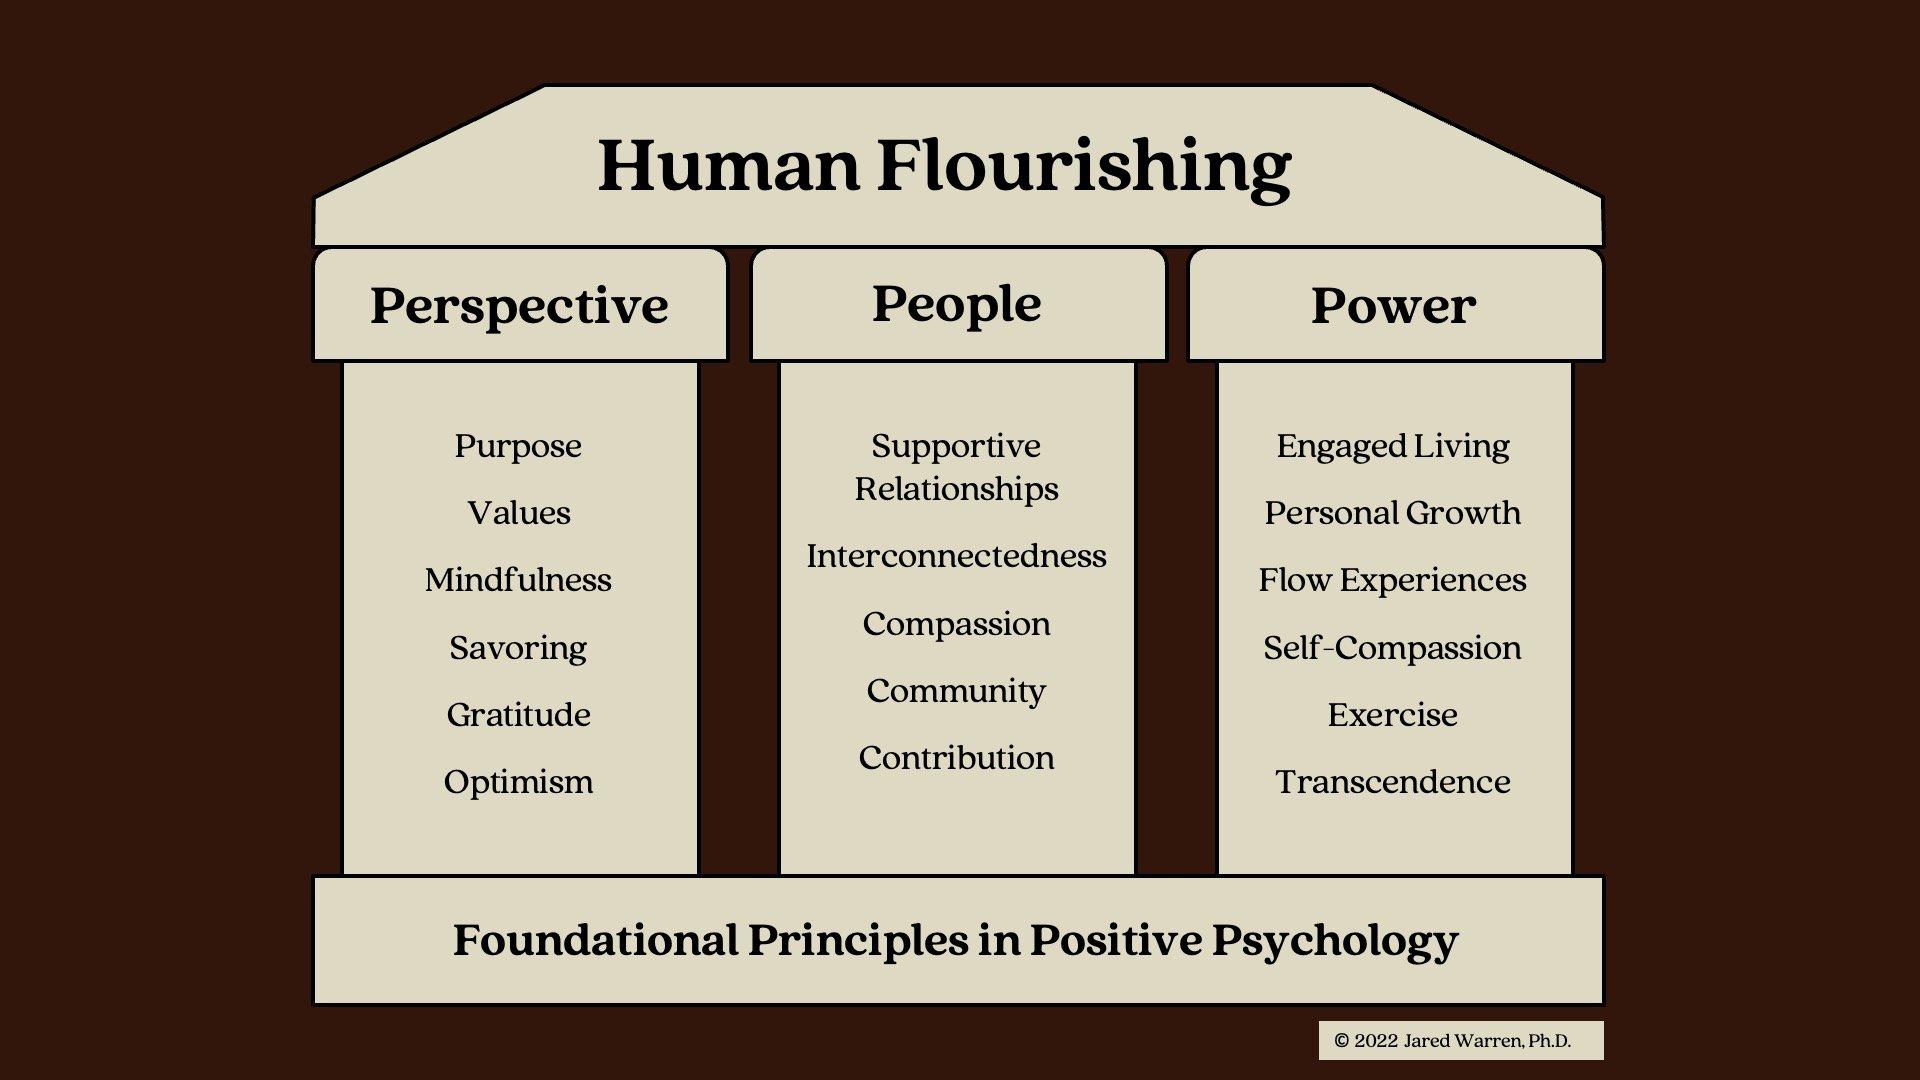 Human Flourishing
Perspective
Purpose
Values
Mindfulness
Savoring
Gratitude
Optimism
People
Supportive
Relationships
Interconnectedness
Compassion
Community
Contribution
Power
Engaged Living
Personal Growth
Flow Experiences
Self-Compassion
Exercise
Transcendence
Foundational Principles in Positive Psychology
© 2022 Jared Warren, Ph.D.